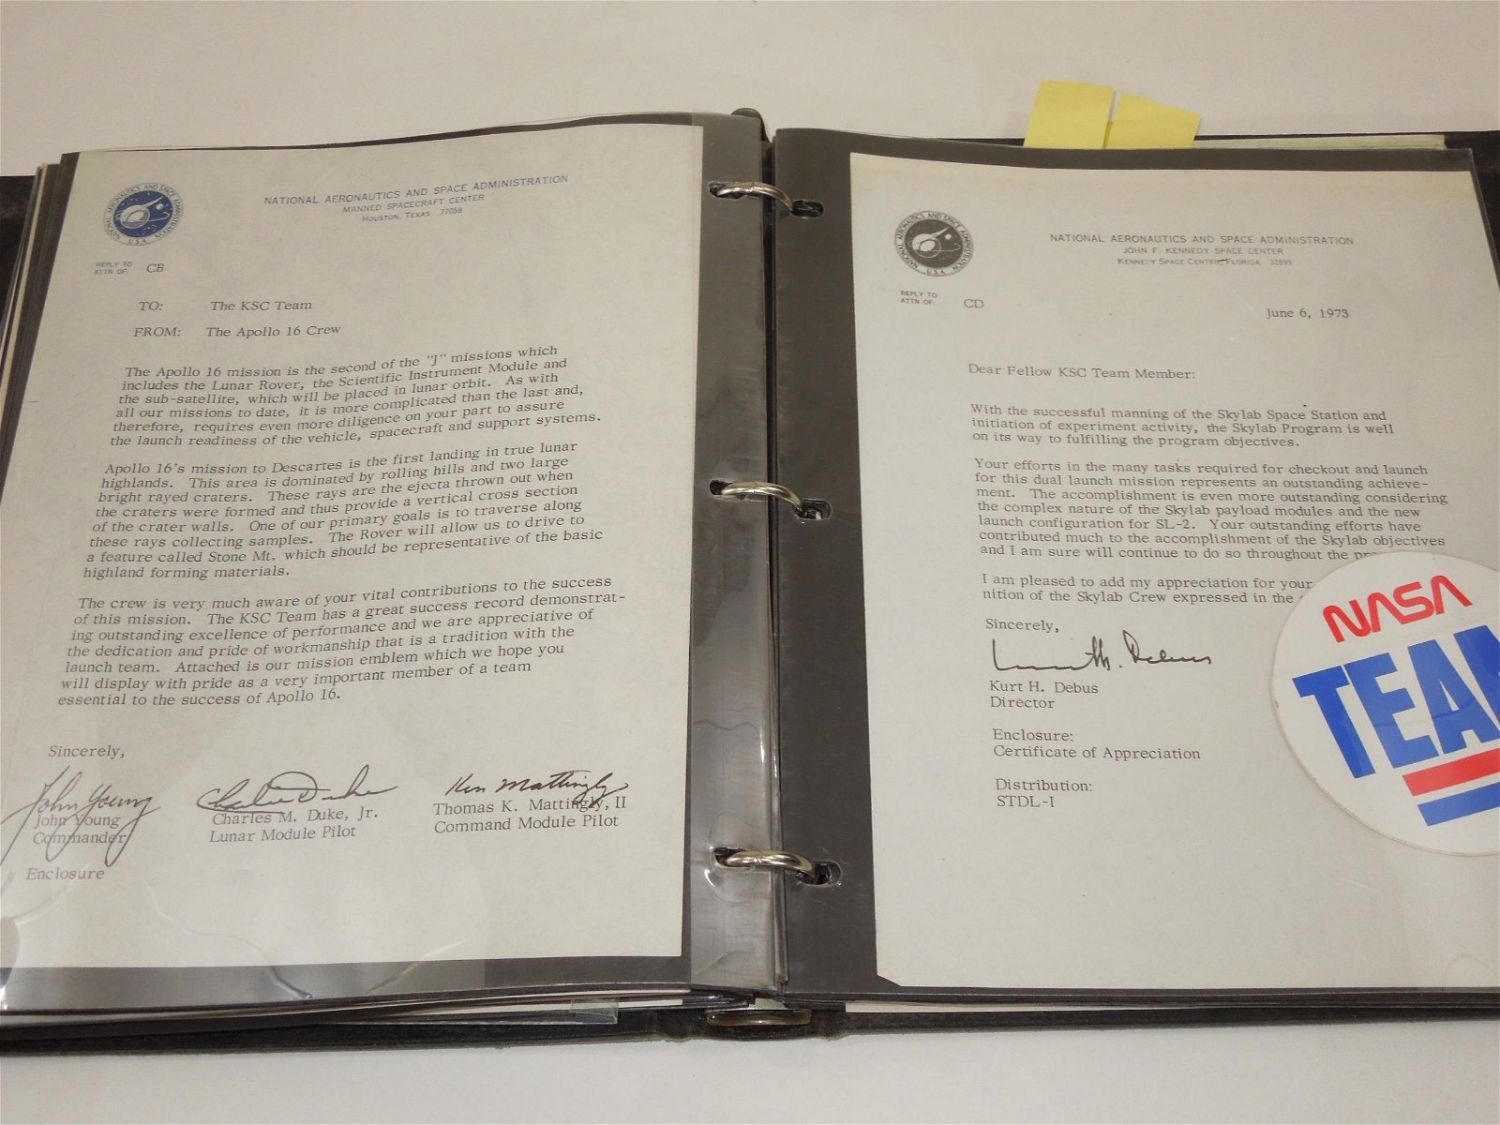 NATIONAL AERONAUTICS AND SPACE ADMINISTRATION
MANNED SPACECRAFT CENTER
HOUSTON, TEXAS 77058
NATIONAL AERONAUTICS AND SPACE ADMINISTRATION
U.S.A.
REPLY TO
ATTN OF: CB
TO: The KSC Team
FROM: The Apollo 16 Crew
The Apollo 16 mission is the second of the "J" missions which
includes the Lunar Rover, the Scientific Instrument Module and
the sub-satellite, which will be placed in lunar orbit. As with
all our missions to date, it is more complicated than the last and,
therefore, requires even more diligence on your part to assure
the launch readiness of the vehicle, spacecraft and support systems.
Apollo 16's mission to Descartes is the first landing in true lunar
highlands. This area is dominated by rolling hills and two large
bright rayed craters. These rays are the ejecta thrown out when
the craters were formed and thus provide a vertical cross section
of the crater walls. One of our primary goals is to traverse along
these rays collecting samples. The Rover will allow us to drive to
a feature called Stone Mt. which should be representative of the basic
highland forming materials.
The crew is very much aware of your vital contributions to the success
of this mission. The KSC Team has a great success record demonstrat-
ing outstanding excellence of performance and we are appreciative of
the dedication and pride of workmanship that is a tradition with the
launch team. Attached is our mission emblem which we hope you
will display with pride as a very important member of a team
essential to the success of Apollo 16.
Sincerely,
John Young
Charlie Duke
Ken Mattingly
John Young
Commander
Charles M. Duke, Jr.
Lunar Module Pilot
Thomas K. Mattingly, II
Command Module Pilot
Enclosure
NATIONAL AERONAUTICS AND SPACE ADMINISTRATION
U.S.A.
NATIONAL AERONAUTICS AND SPACE ADMINISTRATION
JOHN F. KENNEDY SPACE CENTER
KENNEDY SPACE CENTER, FLORIDA 32899
REPLY TO
ATTN OF: CD
June 6, 1973
Dear Fellow KSC Team Member:
With the successful manning of the Skylab Space Station and
initiation of experiment activity, the Skylab Program is well
on its way to fulfilling the program objectives.
Your efforts in the many tasks required for checkout and launch
for this dual launch mission represents an outstanding achieve-
ment. The accomplishment is even more outstanding considering
the complex nature of the Skylab payload modules and the new
launch configuration for SL-2. Your outstanding efforts have
contributed much to the accomplishment of the Skylab objectives
and I am sure will continue to do so throughout the
I am pleased to add my appreciation for your
nition of the Skylab Crew expressed in the
Sincerely,
Kurt H. Debus
Kurt H. Debus
Director
Enclosure:
Certificate of Appreciation
Distribution:
STDL-I
NASA
TEA